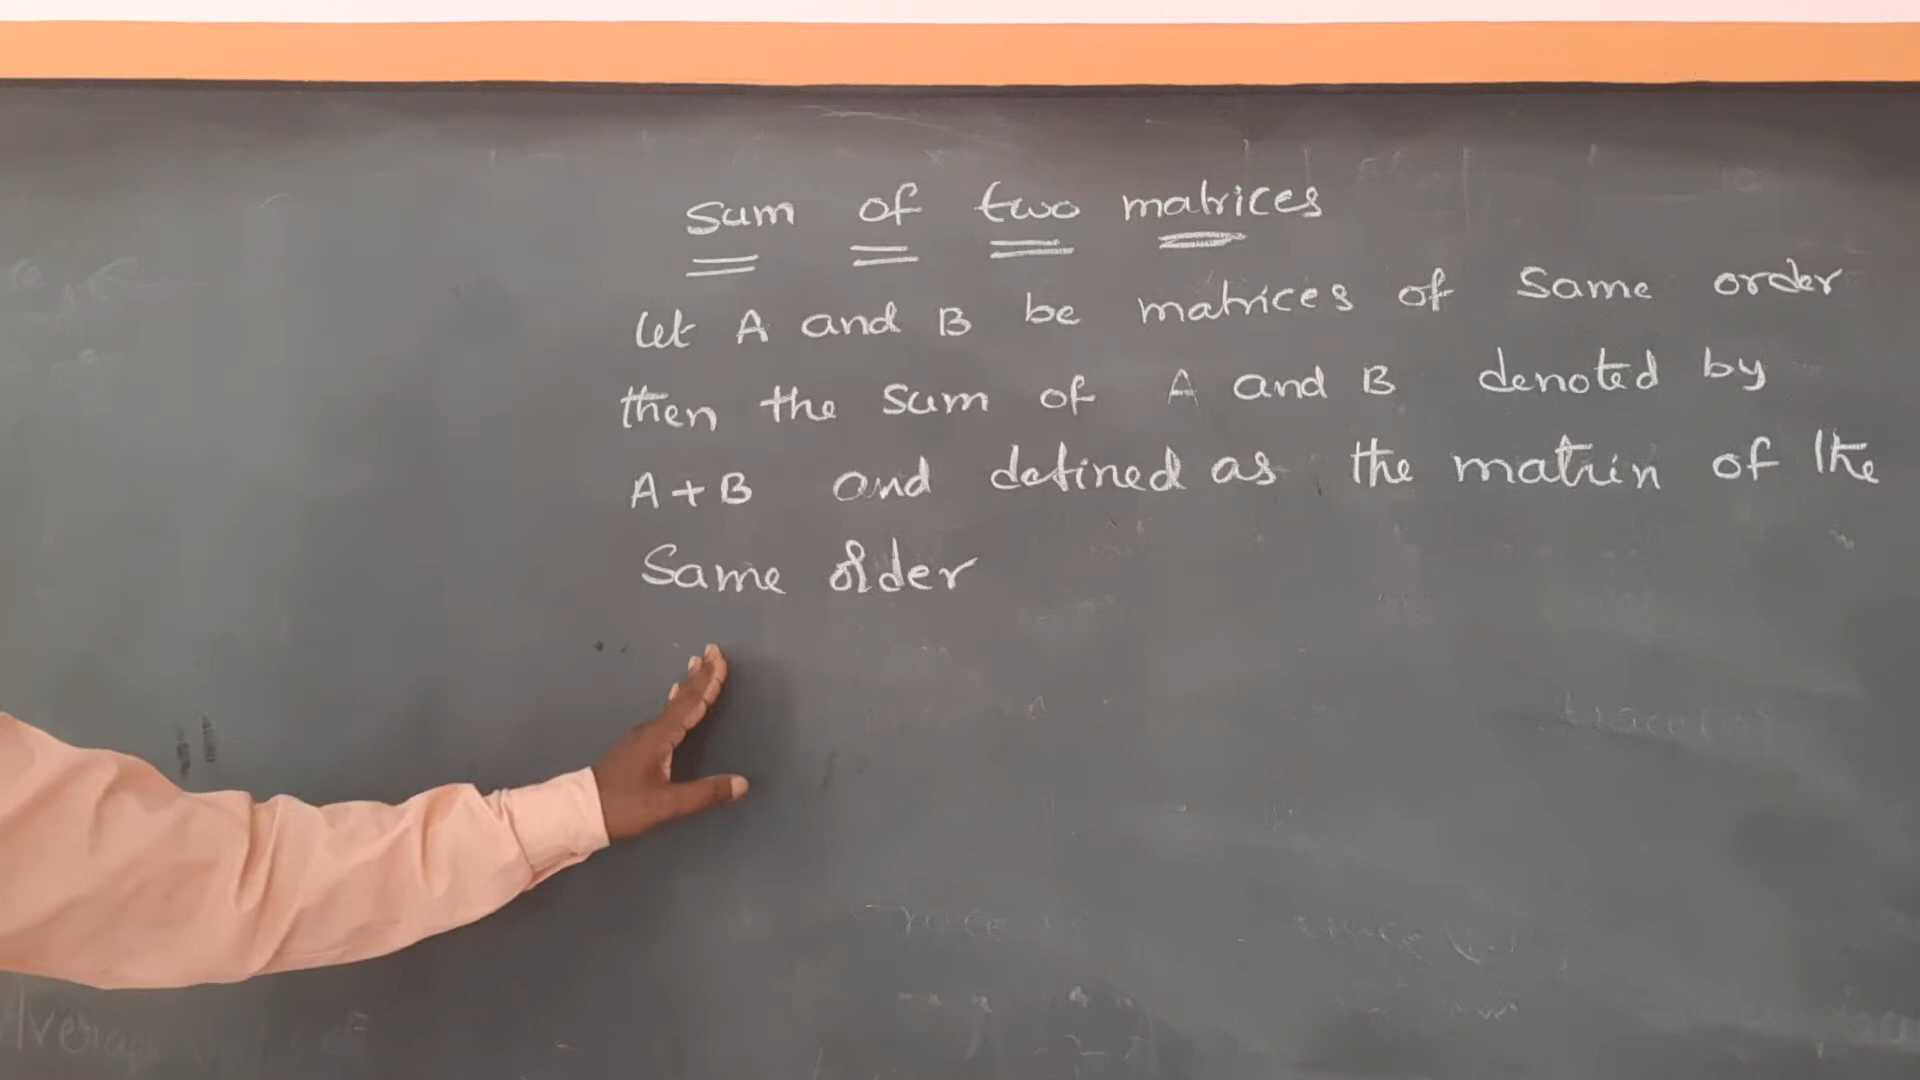 Sum of two matrices
let A and B be matrices of same order
then the sum of A and B denoted by
A+B and defined as the matrin of the
Same order